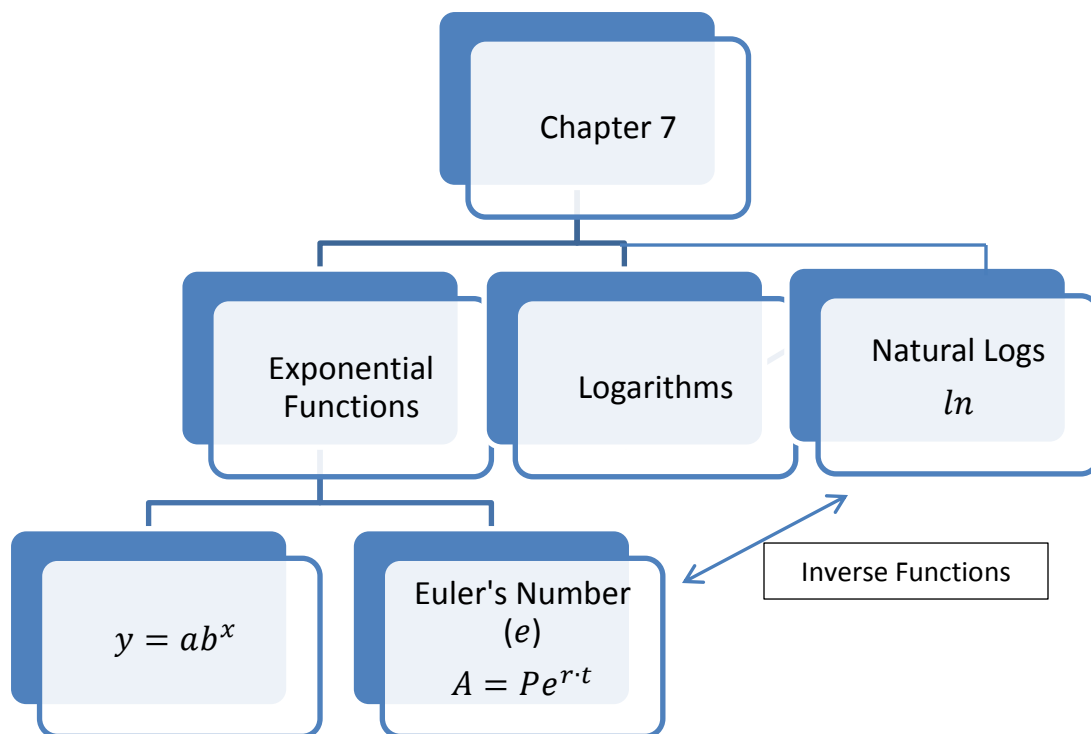 Chapter 7
Exponential
Functions
Logarithms
Natural Logs
ln
y = ab^x
Euler's Number
(e)
A = Pe^{r·t}
Inverse Functions